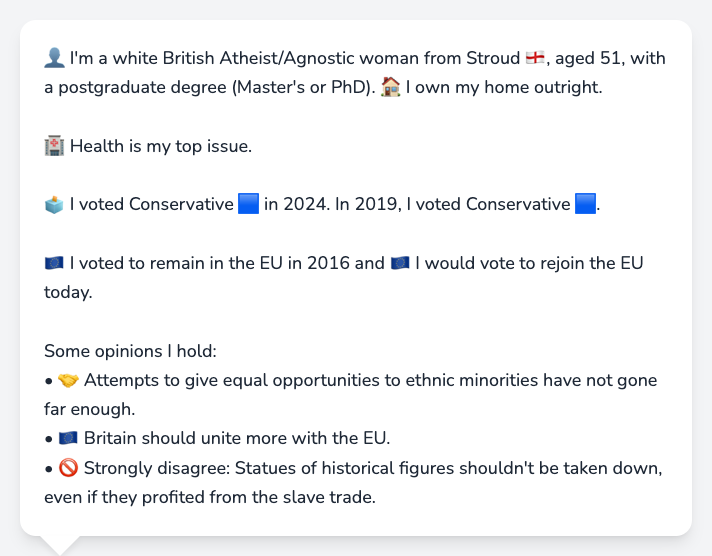 👤 I'm a white British Atheist/Agnostic woman from Stroud 🏴󠁧󠁢󠁥󠁮󠁧󠁿, aged 51, with
a postgraduate degree (Master's or PhD). 🏠 I own my home outright.
🏥 Health is my top issue.
🗳️ I voted Conservative 🟦 in 2024. In 2019, I voted Conservative 🟦.
🇪🇺 I voted to remain in the EU in 2016 and 🇪🇺 I would vote to rejoin the EU
today.
Some opinions I hold:
• 🤝 Attempts to give equal opportunities to ethnic minorities have not gone
far enough.
• 🇪🇺 Britain should unite more with the EU.
• 🚫 Strongly disagree: Statues of historical figures shouldn't be taken down,
even if they profited from the slave trade.